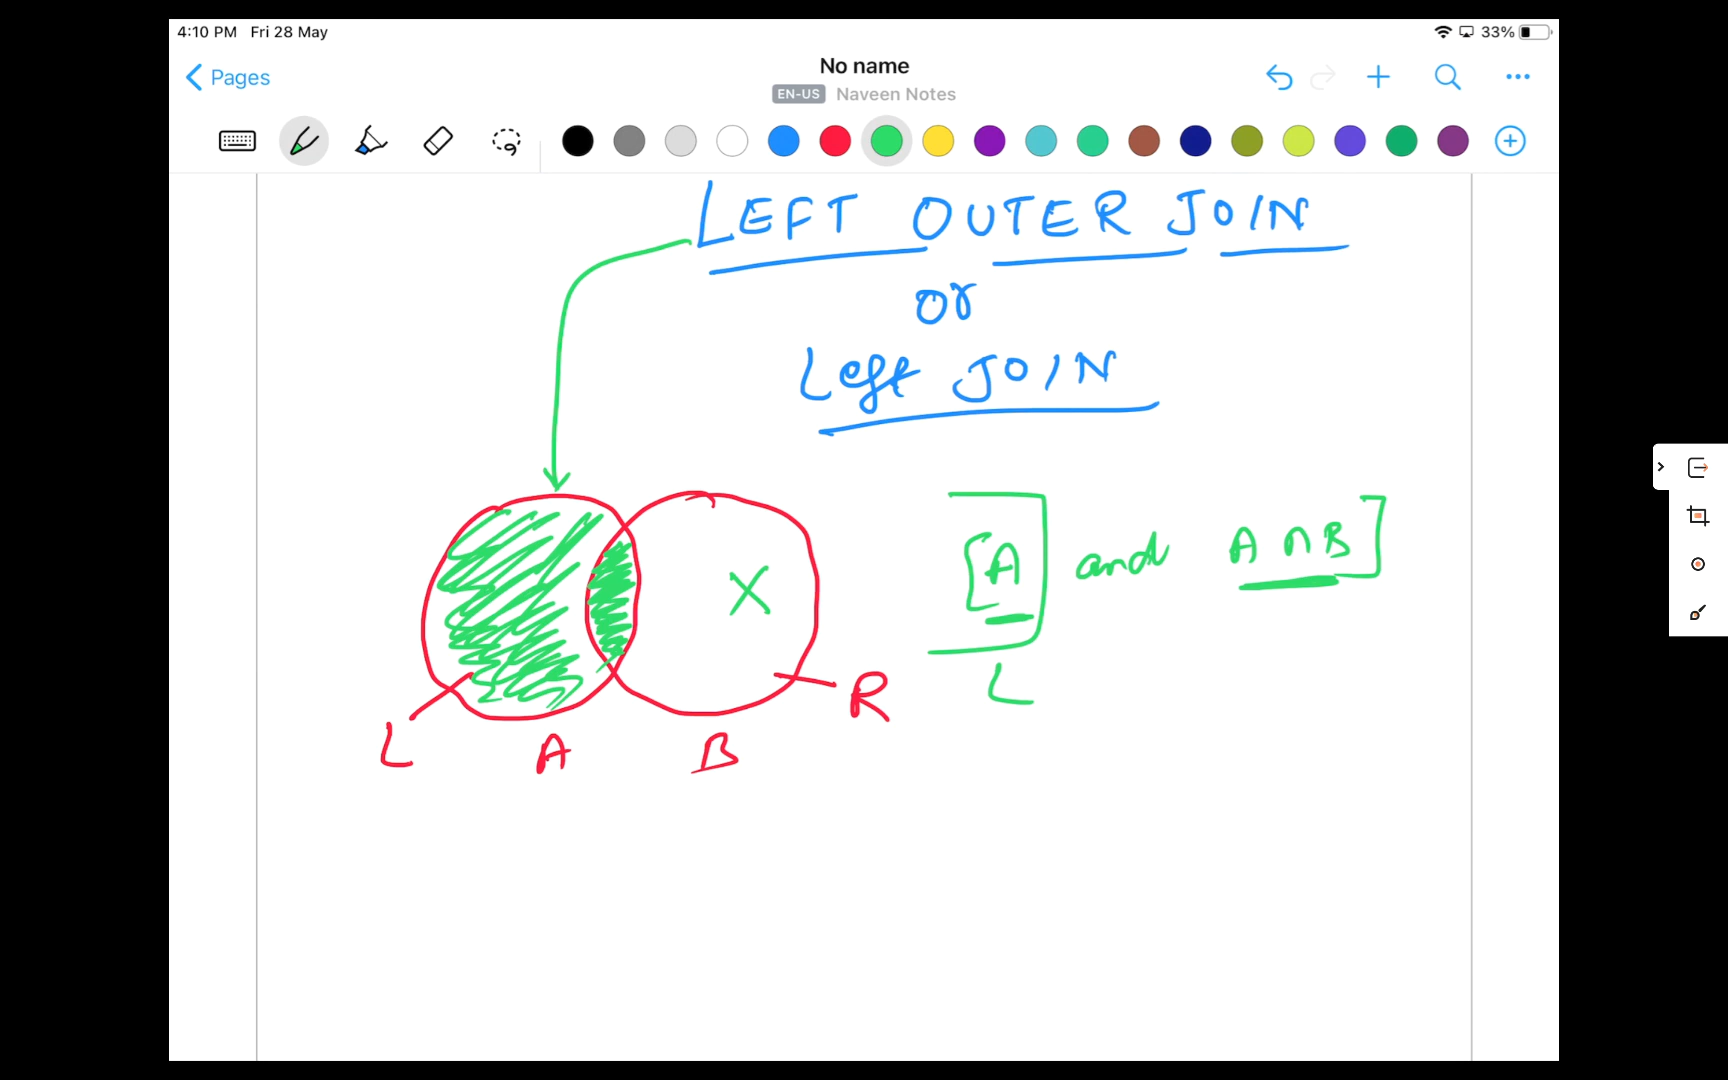 4:10 PM Fri 28 May 33%
Pages
No name
EN-US Naveen Notes
LEFT OUTER JOIN
or
Left JOIN
[A] and A ∩ B]
X
L
R
L
A
B